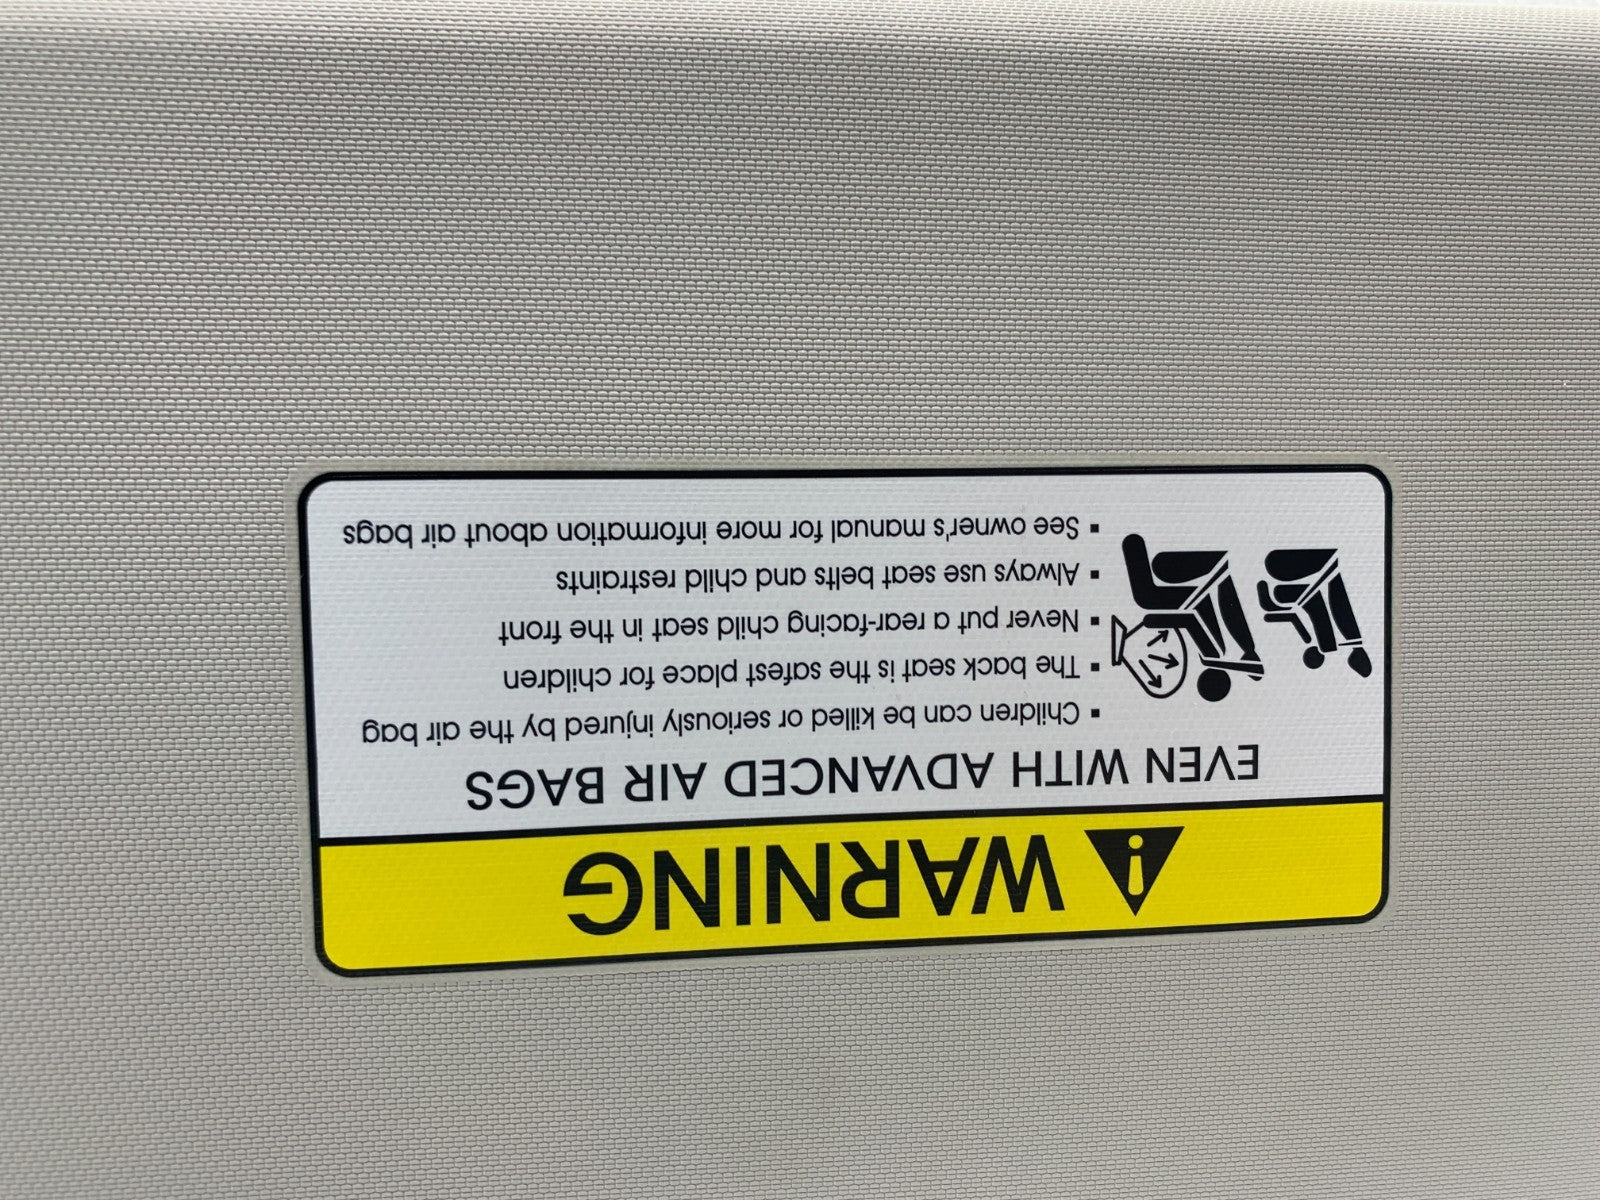 WARNING
EVEN WITH ADVANCED AIR BAGS
▪ Children can be killed or seriously injured by the air bag
▪ The back seat is the safest place for children
▪ Never put a rear-facing child seat in the front
▪ Always use seat belts and child restraints
▪ See owner's manual for more information about air bags